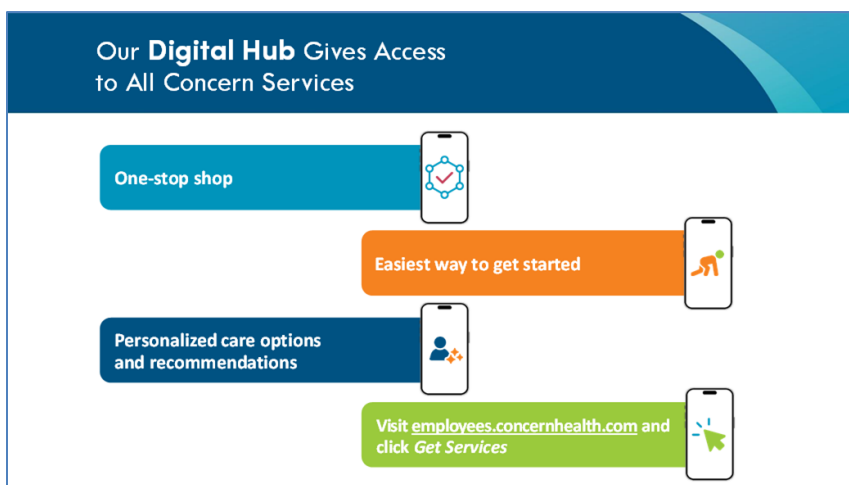 Our Digital Hub Gives Access
to All Concern Services
One-stop shop
Easiest way to get started
Personalized care options
and recommendations
Visit employees.concernhealth.com and
click Get Services